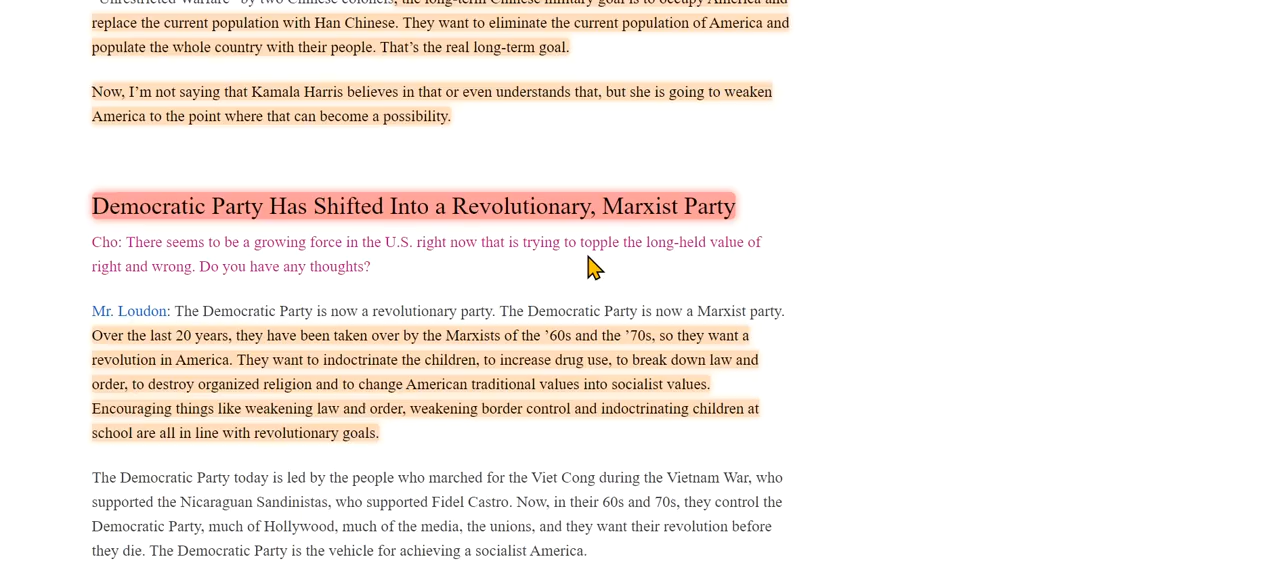 "Unrestricted Warfare" by two Chinese colonels, the long-term Chinese military goal is to occupy America and
replace the current population with Han Chinese. They want to eliminate the current population of America and
populate the whole country with their people. That’s the real long-term goal.
Now, I’m not saying that Kamala Harris believes in that or even understands that, but she is going to weaken
America to the point where that can become a possibility.
Democratic Party Has Shifted Into a Revolutionary, Marxist Party
Cho: There seems to be a growing force in the U.S. right now that is trying to topple the long-held value of
right and wrong. Do you have any thoughts?
Mr. Loudon: The Democratic Party is now a revolutionary party. The Democratic Party is now a Marxist party.
Over the last 20 years, they have been taken over by the Marxists of the ’60s and the ’70s, so they want a
revolution in America. They want to indoctrinate the children, to increase drug use, to break down law and
order, to destroy organized religion and to change American traditional values into socialist values.
Encouraging things like weakening law and order, weakening border control and indoctrinating children at
school are all in line with revolutionary goals.
The Democratic Party today is led by the people who marched for the Viet Cong during the Vietnam War, who
supported the Nicaraguan Sandinistas, who supported Fidel Castro. Now, in their 60s and 70s, they control the
Democratic Party, much of Hollywood, much of the media, the unions, and they want their revolution before
they die. The Democratic Party is the vehicle for achieving a socialist America.